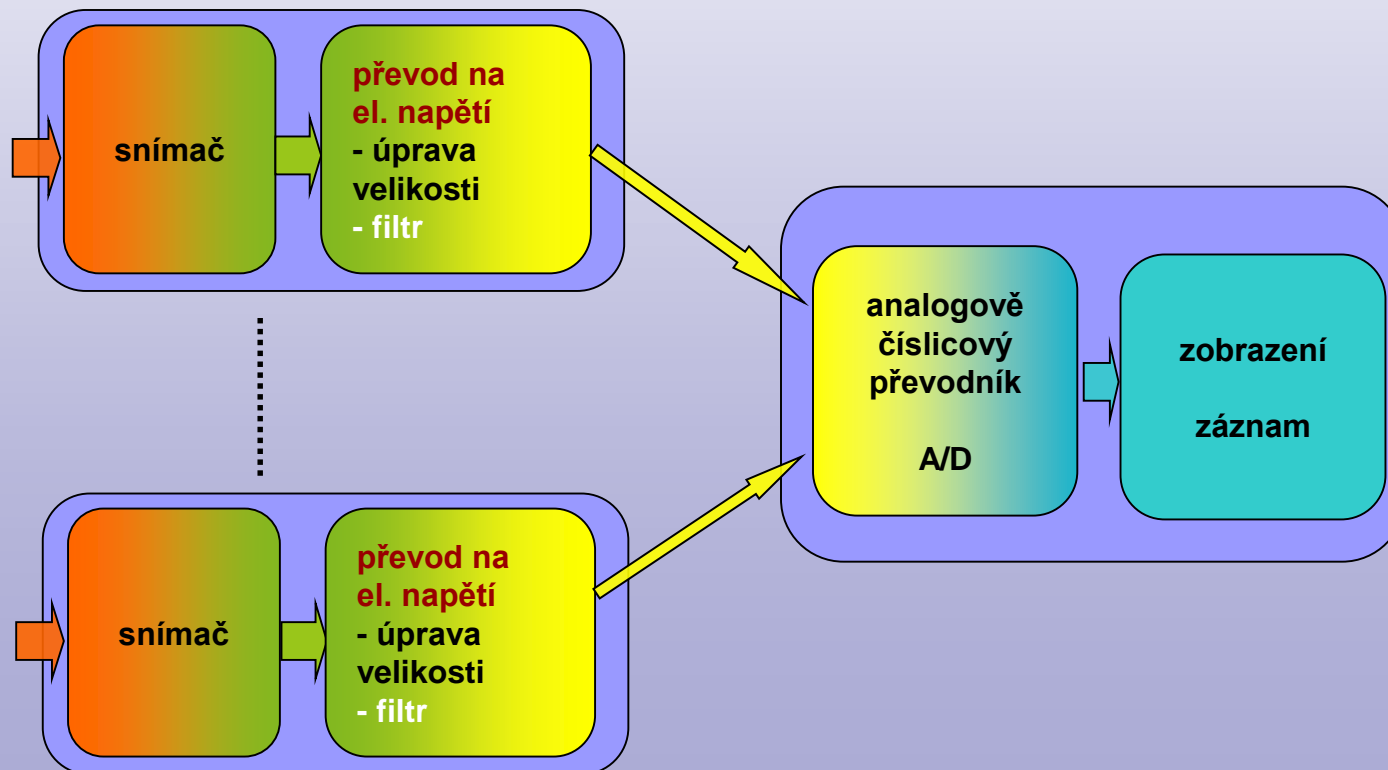 snímač
převod na
el. napětí
- úprava
velikosti
- filtr
analogově
číslicový
převodník
A/D
zobrazení
záznam
snímač
převod na
el. napětí
- úprava
velikosti
- filtr